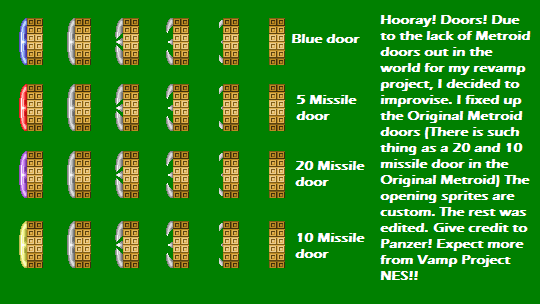 Blue door
5 Missile
door
20 Missile
door
10 Missile
door
Hooray! Doors! Due
to the lack of Metroid
doors out in the
world for my revamp
project, I decided to
improvise. I fixed up
the Original Metroid
doors (There is such
thing as a 20 and 10
missile door in the
Original Metroid) The
opening sprites are
custom. The rest was
edited. Give credit to
Panzer! Expect more
from Vamp Project
NES!!